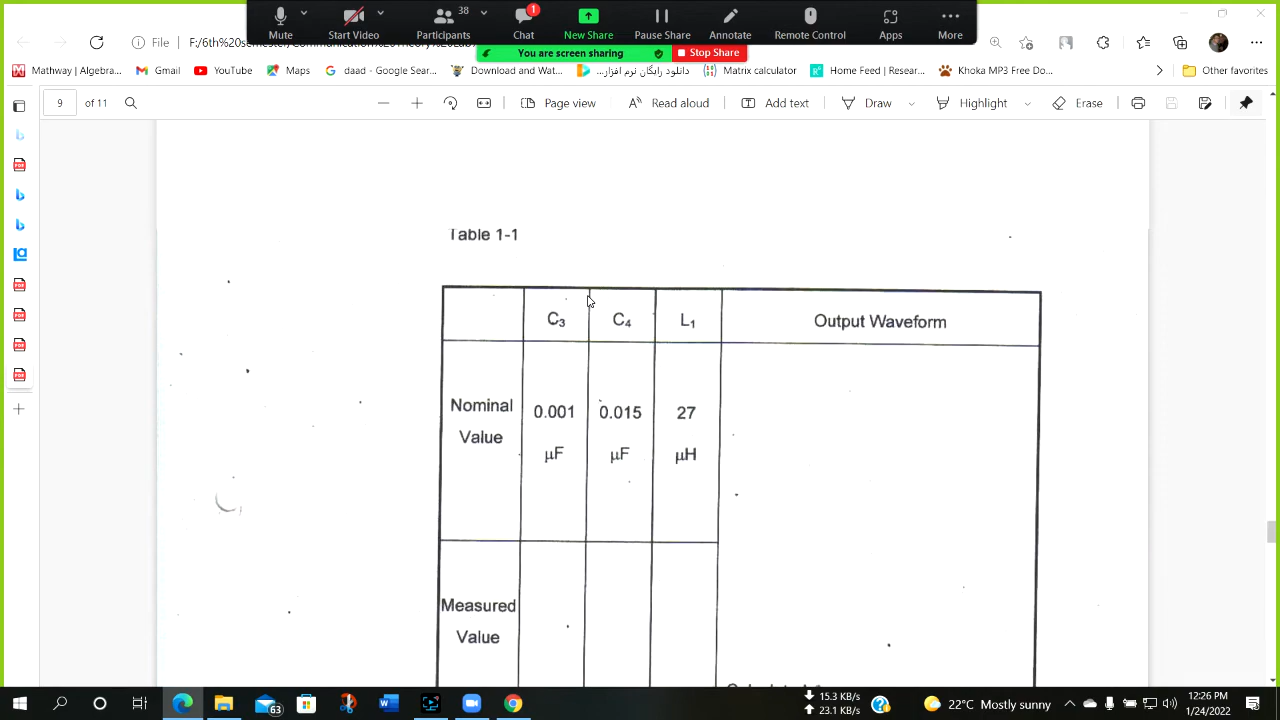 38
1
Mute
Start Video
Participants
Chat
New Share
Pause Share
Annotate
Remote Control
Apps
More
You are screen sharing
Stop Share
File
Mathway | Algebra...
Gmail
YouTube
Maps
daad - Google Sear...
Download and Wat...
دانلود رایگان نرم افزار...
Matrix calculator
Home Feed | Resear...
Khoka MP3 Free Do...
Other favorites
9
of 11
Page view
Read aloud
Add text
Draw
Highlight
Erase
Table 1-1
C3 C4 L1 Output Waveform
Nominal Value
0.001 μF
0.015 μF
27 μH
Measured Value
63
15.3 KB/s
23.1 KB/s
22°C Mostly sunny
12:26 PM
1/24/2022